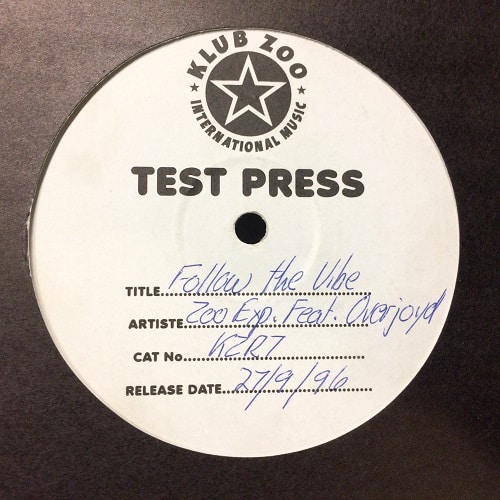 KLUB ZOO
INTERNATIONAL MUSIC
TEST PRESS
TITLE Follow the Vibe
ARTISTE Zoo Exp. Feat. Overjoyd
CAT No. KZR7
RELEASE DATE 27/9/96